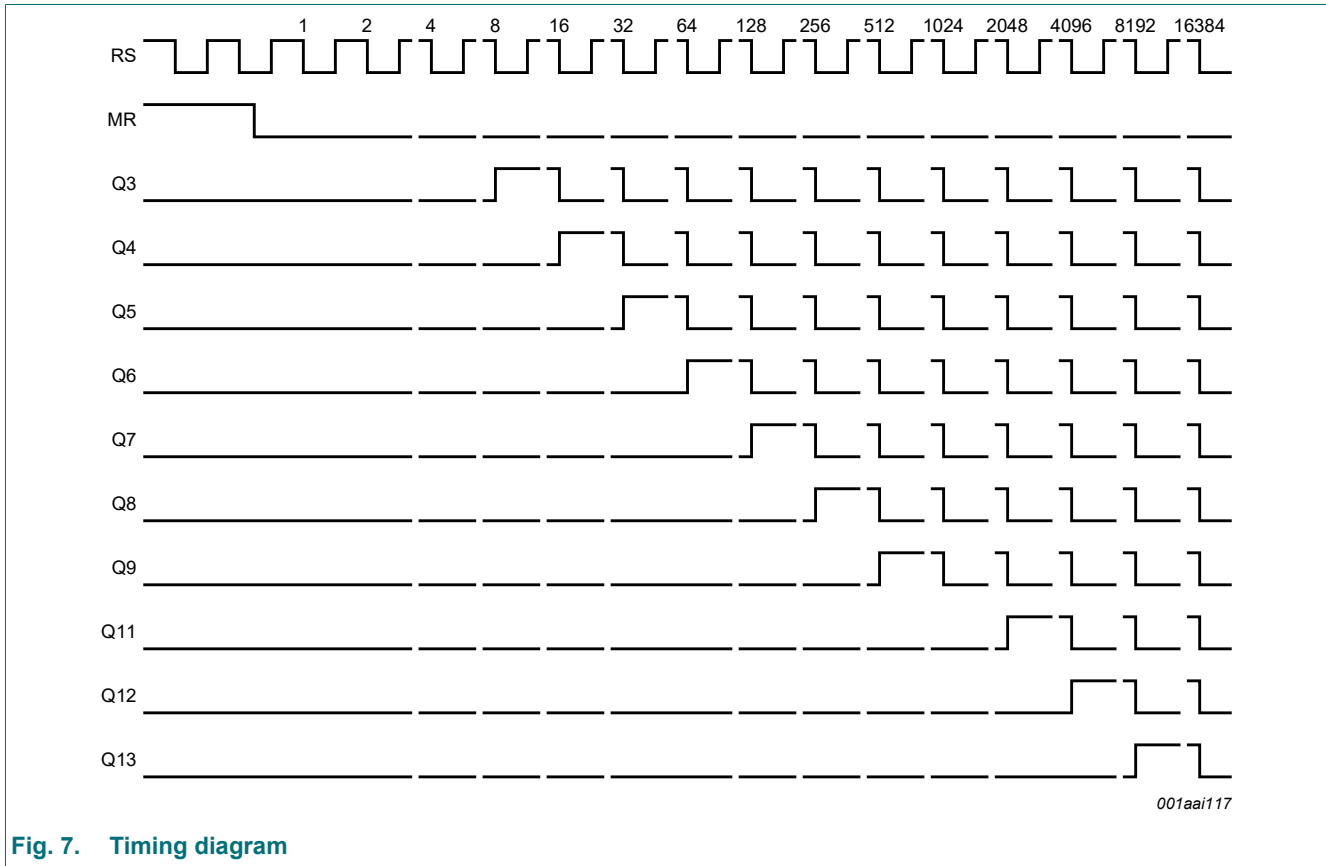 1 2 4 8 16 32 64 128 256 512 1024 2048 4096 8192 16384
RS
MR
Q3
Q4
Q5
Q6
Q7
Q8
Q9
Q11
Q12
Q13
001aai117
Fig. 7. Timing diagram